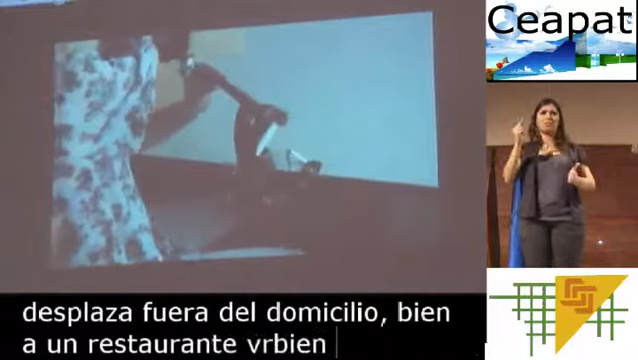 Ceapat
desplaza fuera del domicilio, bien
a un restaurante vrbien